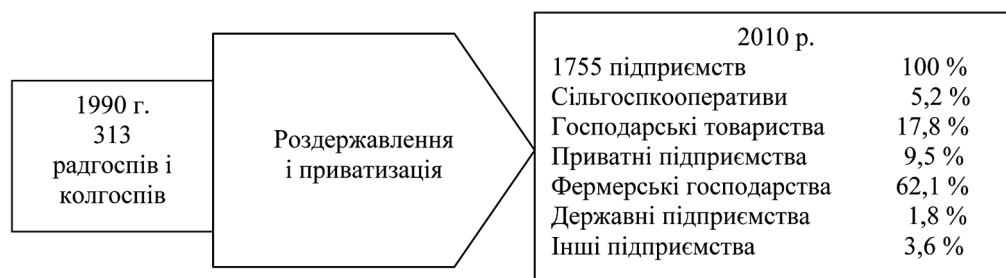 1990 г.
313
радгоспів і
колгоспів
Роздержавлення
і приватизація
2010 р.
1755 підприємств 100 %
Сільгоспкооперативи 5,2 %
Господарські товариства 17,8 %
Приватні підприємства 9,5 %
Фермерські господарства 62,1 %
Державні підприємства 1,8 %
Інші підприємства 3,6 %